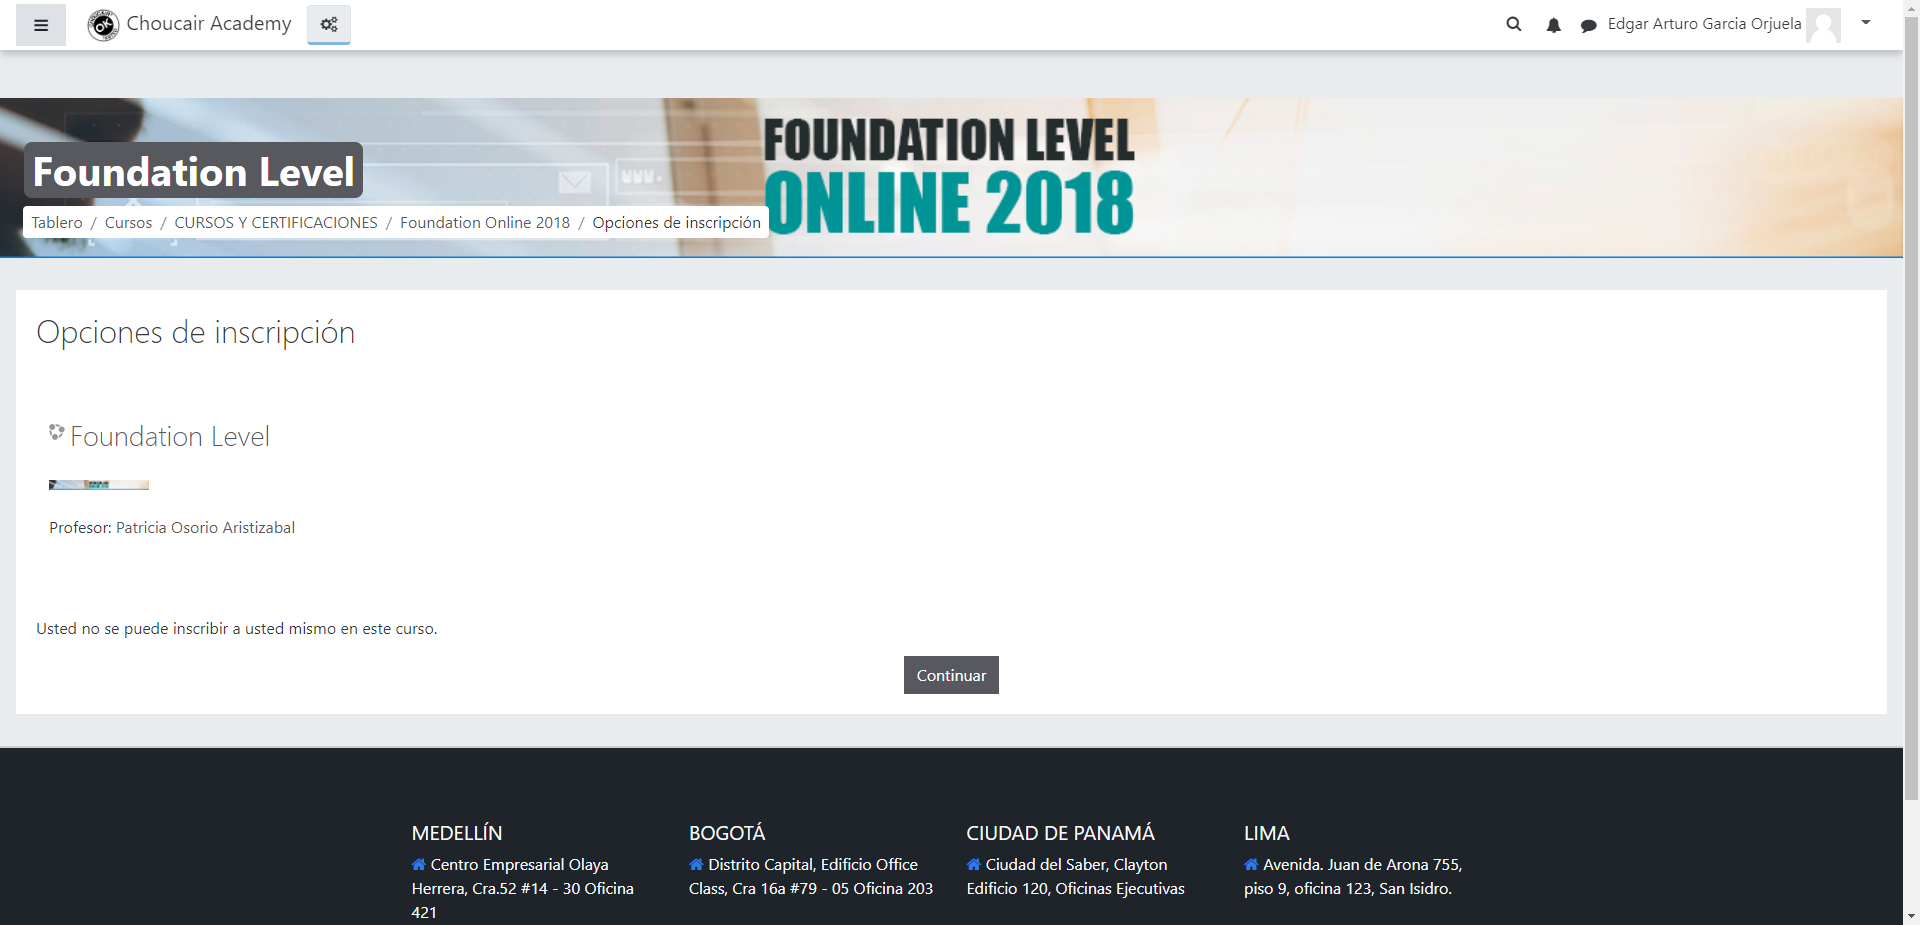 Choucair Academy
Edgar Arturo Garcia Orjuela
FOUNDATION LEVEL
ONLINE 2018
Foundation Level
Tablero / Cursos / CURSOS Y CERTIFICACIONES / Foundation Online 2018 / Opciones de inscripción
Opciones de inscripción
Foundation Level
Profesor: Patricia Osorio Aristizabal
Usted no se puede inscribir a usted mismo en este curso.
Continuar
MEDELLÍN
Centro Empresarial Olaya
Herrera, Cra.52 #14 - 30 Oficina
421
BOGOTÁ
Distrito Capital, Edificio Office
Class, Cra 16a #79 - 05 Oficina 203
CIUDAD DE PANAMÁ
Ciudad del Saber, Clayton
Edificio 120, Oficinas Ejecutivas
LIMA
Avenida. Juan de Arona 755,
piso 9, oficina 123, San Isidro.